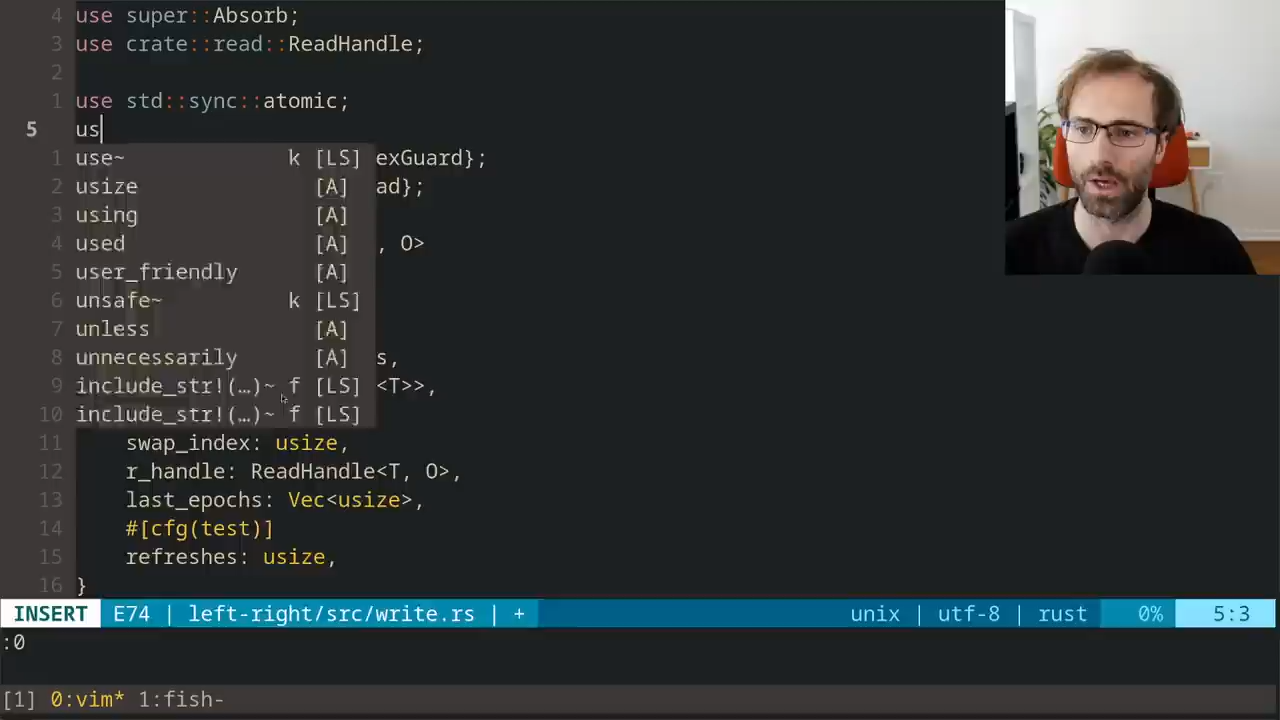 4 use super::Absorb;
3 use crate::read::ReadHandle;
2
1 use std::sync::atomic;
5 us
1 use~ k [LS] exGuard};
2 usize [A] ad};
3 using [A]
4 used [A] , O>
5 user_friendly [A]
6 unsafe~ k [LS]
7 unless [A]
8 unnecessarily [A] s,
9 include_str!(…)~ f [LS] <T>>,
10 include_str!(…)~ f [LS]
11 swap_index: usize,
12 r_handle: ReadHandle<T, O>,
13 last_epochs: Vec<usize>,
14 #[cfg(test)]
15 refreshes: usize,
16 }
INSERT E74 | left-right/src/write.rs | + unix | utf-8 | rust 0% 5:3
:0
[1] 0:vim* 1:fish-